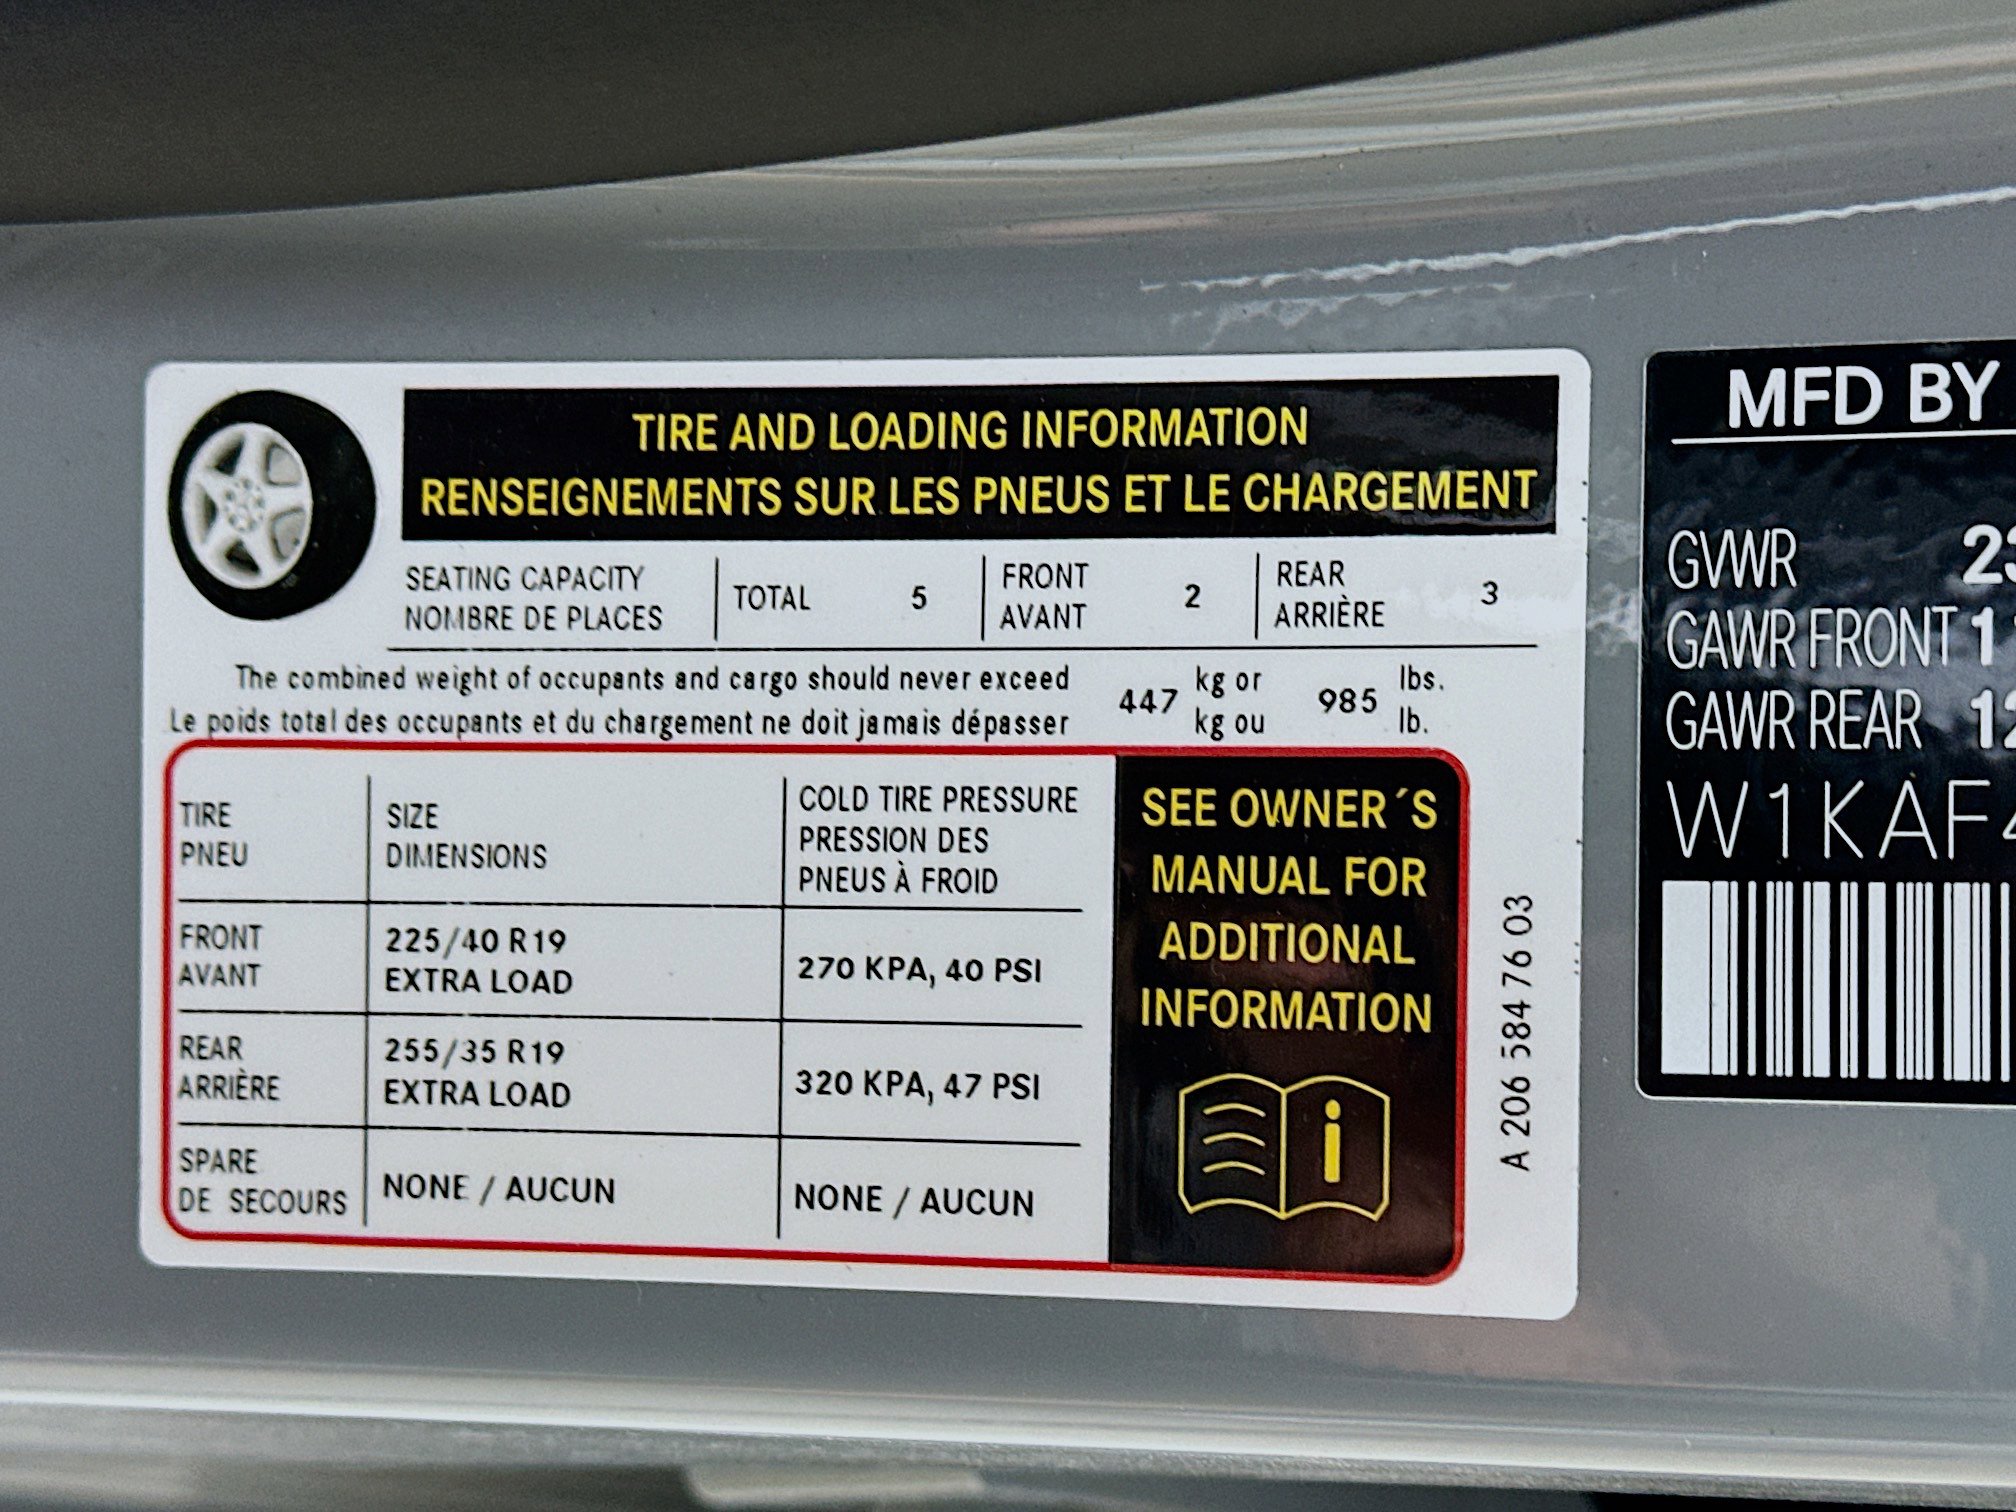 TIRE AND LOADING INFORMATION
RENSEIGNEMENTS SUR LES PNEUS ET LE CHARGEMENT
SEATING CAPACITY
NOMBRE DE PLACES
TOTAL 5
FRONT
AVANT
2
REAR
ARRIÈRE
3
The combined weight of occupants and cargo should never exceed
Le poids total des occupants et du chargement ne doit jamais dépasser
447
kg or
kg ou
985
lbs.
lb.
TIRE
PNEU
SIZE
DIMENSIONS
COLD TIRE PRESSURE
PRESSION DES
PNEUS À FROID
FRONT
AVANT
225/40 R19
EXTRA LOAD
270 KPA, 40 PSI
REAR
ARRIÈRE
255/35 R19
EXTRA LOAD
320 KPA, 47 PSI
SPARE
DE SECOURS
NONE / AUCUN
NONE / AUCUN
SEE OWNER´S
MANUAL FOR
ADDITIONAL
INFORMATION
i
A 206 584 76 03
MFD BY
GVWR
GAWR FRONT 1
GAWR REAR
W1KAF